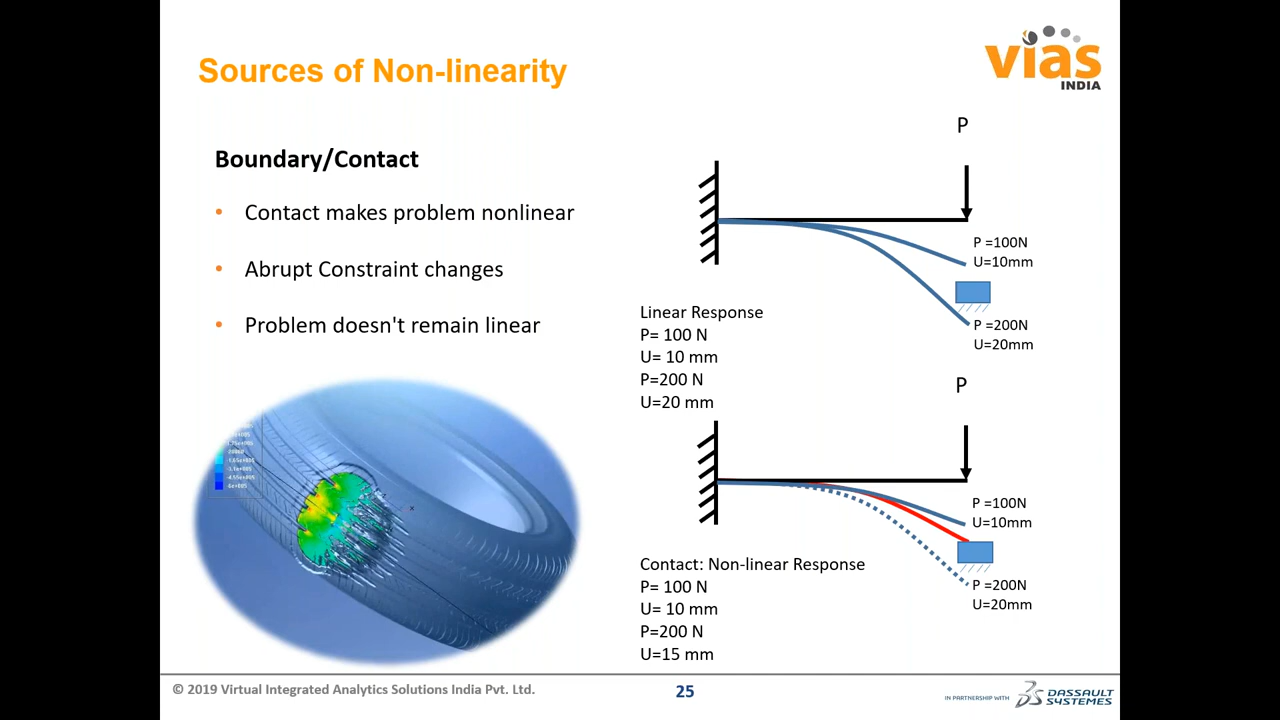 Sources of Non-linearity
vias
INDIA
Boundary/Contact
• Contact makes problem nonlinear
• Abrupt Constraint changes
• Problem doesn't remain linear
P
P =100N
U=10mm
P =200N
U=20mm
Linear Response
P= 100 N
U= 10 mm
P=200 N
U=20 mm
P
P =100N
U=10mm
P =200N
U=20mm
Contact: Non-linear Response
P= 100 N
U= 10 mm
P=200 N
U=15 mm
© 2019 Virtual Integrated Analytics Solutions India Pvt. Ltd.
25
IN PARTNERSHIP WITH
DASSAULT
SYSTEMES